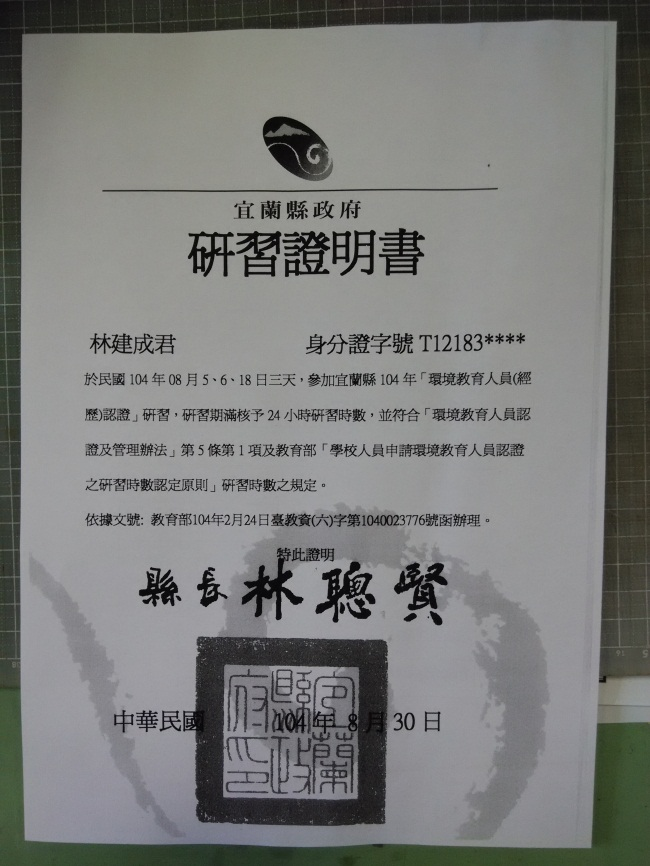 宜蘭縣政府
研習證明書
林建成君 身分證字號 T12183****
於民國 104 年 08 月 5、6、18 日三天，參加宜蘭縣 104 年「環境教育人員(經
歷)認證」研習，研習期滿核予 24 小時研習時數，並符合「環境教育人員認
證及管理辦法」第 5 條第 1 項及教育部「學校人員申請環境教育人員認證
之研習時數認定原則」研習時數之規定。
依據文號: 教育部104年2月24日臺教資(六)字第1040023776號函辦理。
特此證明
縣長 林聰賢
宜蘭縣政府印
中華民國 104 年 8 月 30 日